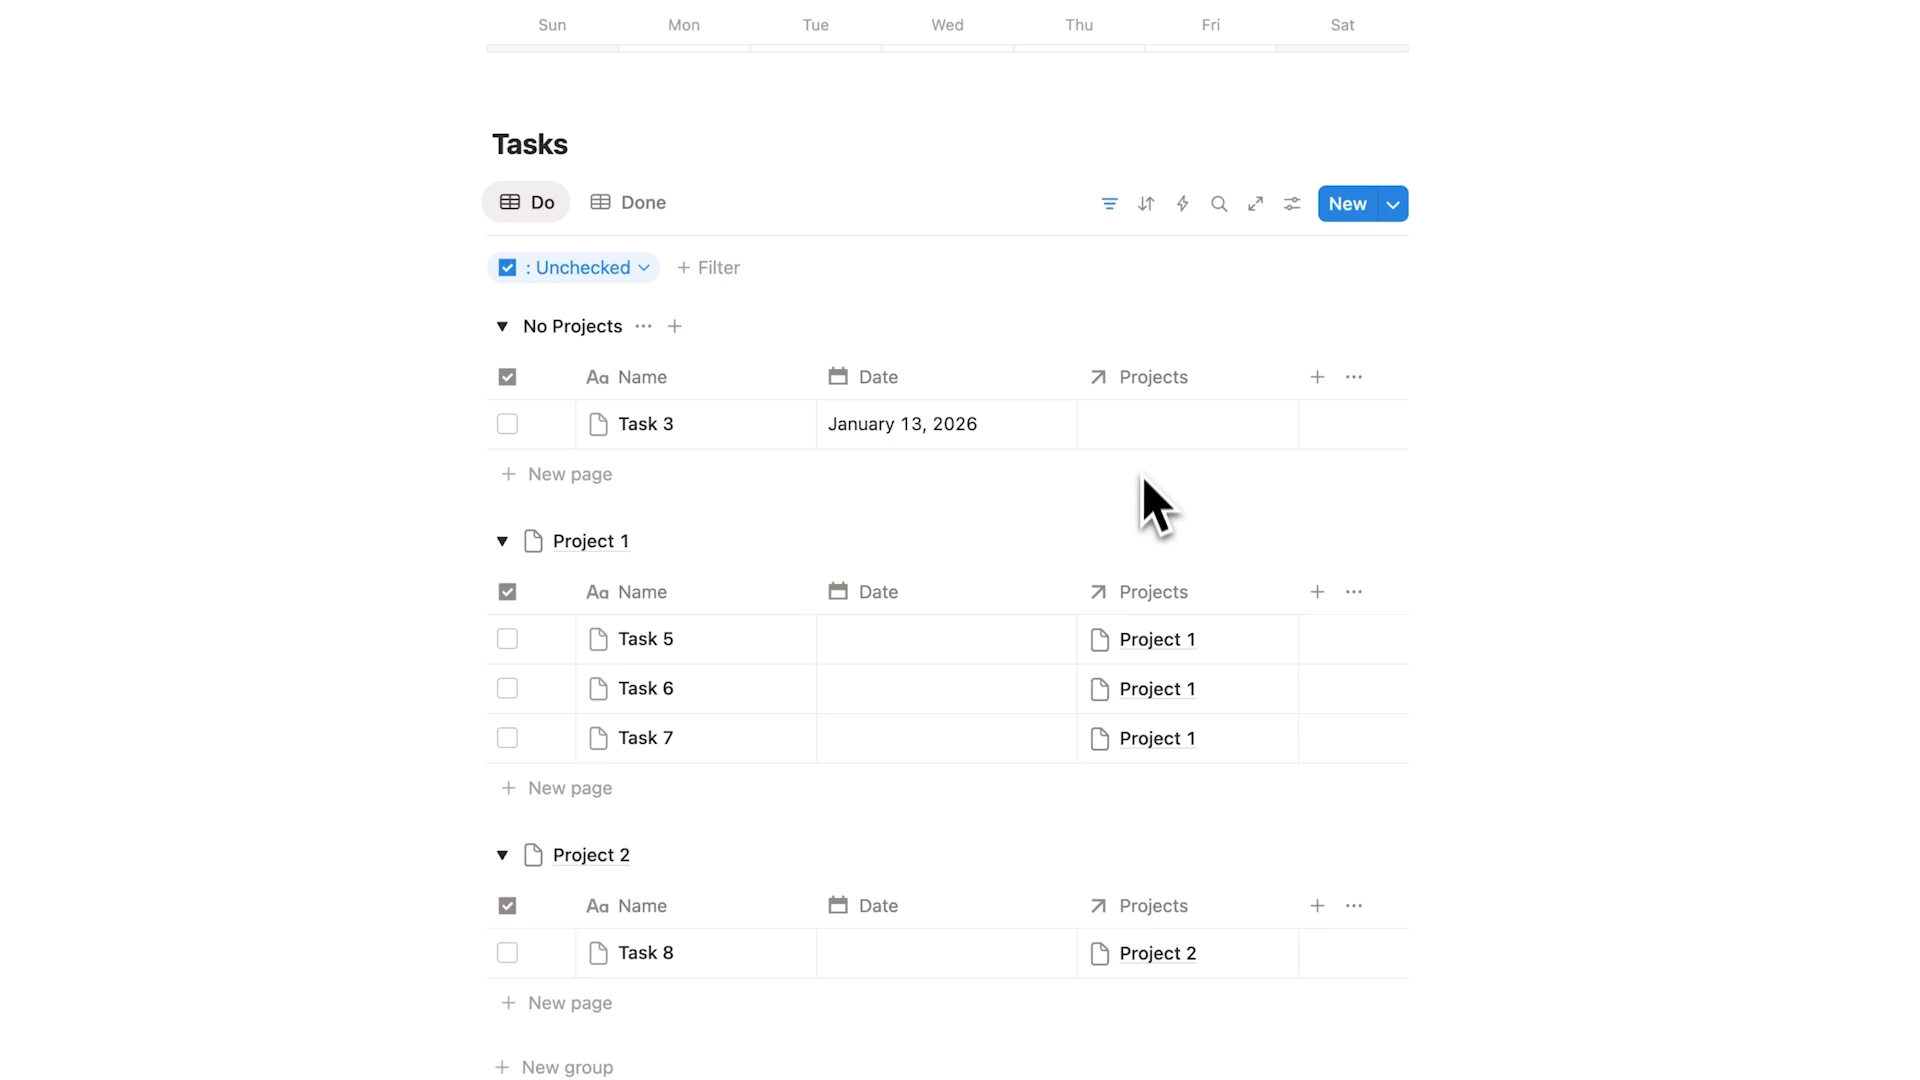 Sun Mon Tue Wed Thu Fri Sat
Tasks
Do Done New
: Unchecked + Filter
No Projects ... +
Aa Name Date Projects + ...
Task 3 January 13, 2026
+ New page
Project 1
Aa Name Date Projects + ...
Task 5 Project 1
Task 6 Project 1
Task 7 Project 1
+ New page
Project 2
Aa Name Date Projects + ...
Task 8 Project 2
+ New page
+ New group